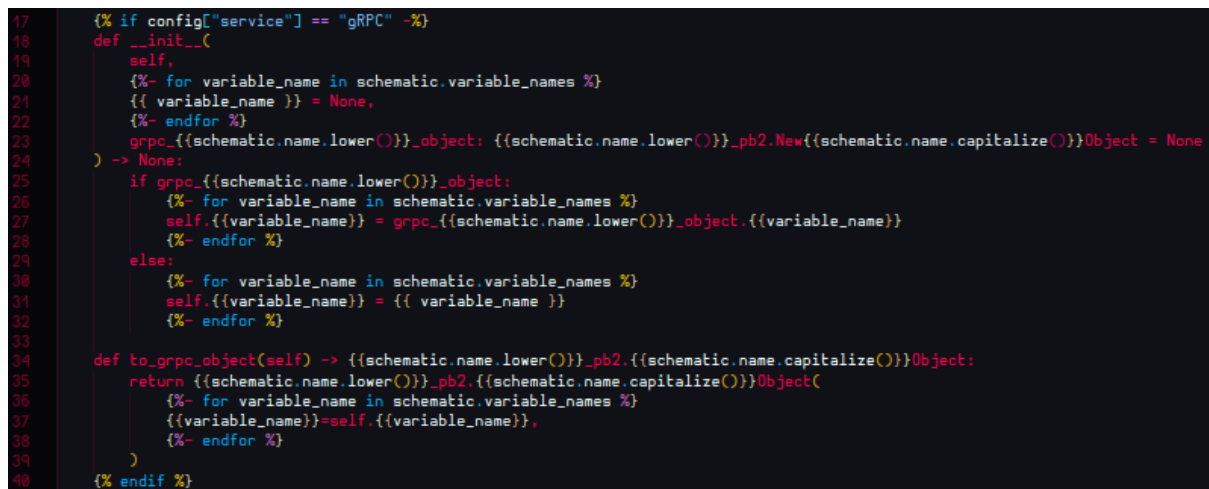 17 {% if config["service"] == "gRPC" -%}
18 def __init__(
19 self,
20 {%- for variable_name in schematic.variable_names %}
21 {{ variable_name }} = None,
22 {%- endfor %}
23 grpc_{{schematic.name.lower()}}_object: {{schematic.name.lower()}}_pb2.New{{schematic.name.capitalize()}}Object = None
24 ) -> None:
25 if grpc_{{schematic.name.lower()}}_object:
26 {%- for variable_name in schematic.variable_names %}
27 self.{{variable_name}} = grpc_{{schematic.name.lower()}}_object.{{variable_name}}
28 {%- endfor %}
29 else:
30 {%- for variable_name in schematic.variable_names %}
31 self.{{variable_name}} = {{ variable_name }}
32 {%- endfor %}
33
34 def to_grpc_object(self) -> {{schematic.name.lower()}}_pb2.{{schematic.name.capitalize()}}Object:
35 return {{schematic.name.lower()}}_pb2.{{schematic.name.capitalize()}}Object(
36 {%- for variable_name in schematic.variable_names %}
37 {{variable_name}}=self.{{variable_name}},
38 {%- endfor %}
39 )
40 {% endif %}